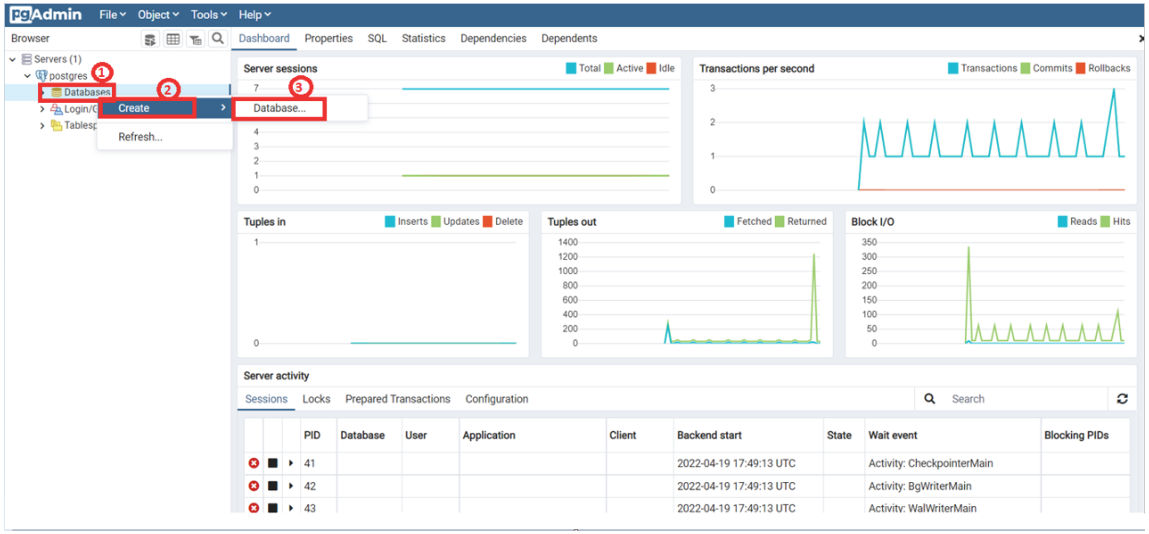 pgAdmin File Object Tools Help
Browser Dashboard Properties SQL Statistics Dependencies Dependents
Servers (1)
postgres
Databases
Login/G
Tablesp
1
2
3
Create
Refresh...
Database...
Server sessions Total Active Idle
7
4
3
2
1
0
Transactions per second Transactions Commits Rollbacks
3
2
1
0
Tuples in Inserts Updates Delete
1
0
Tuples out Fetched Returned
1400
1200
1000
800
600
400
200
0
Block I/O Reads Hits
350
300
250
200
150
100
50
0
Server activity
Sessions Locks Prepared Transactions Configuration Search
PID Database User Application Client Backend start State Wait event Blocking PIDs
41 2022-04-19 17:49:13 UTC Activity: CheckpointerMain
42 2022-04-19 17:49:13 UTC Activity: BgWriterMain
43 2022-04-19 17:49:13 UTC Activity: WalWriterMain